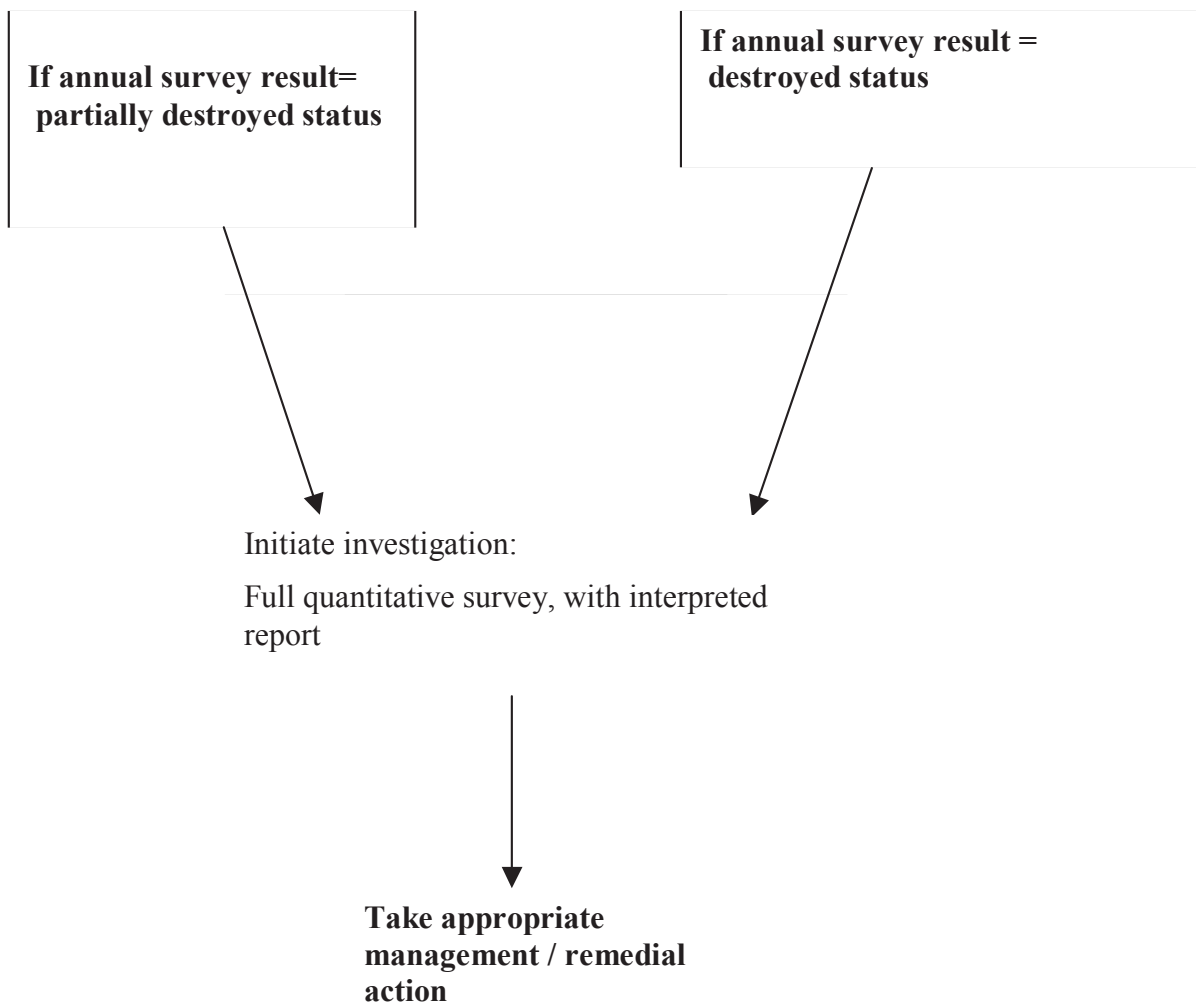 If annual survey result=
partially destroyed status
If annual survey result =
destroyed status
Initiate investigation:
Full quantitative survey, with interpreted
report
Take appropriate
management / remedial
action